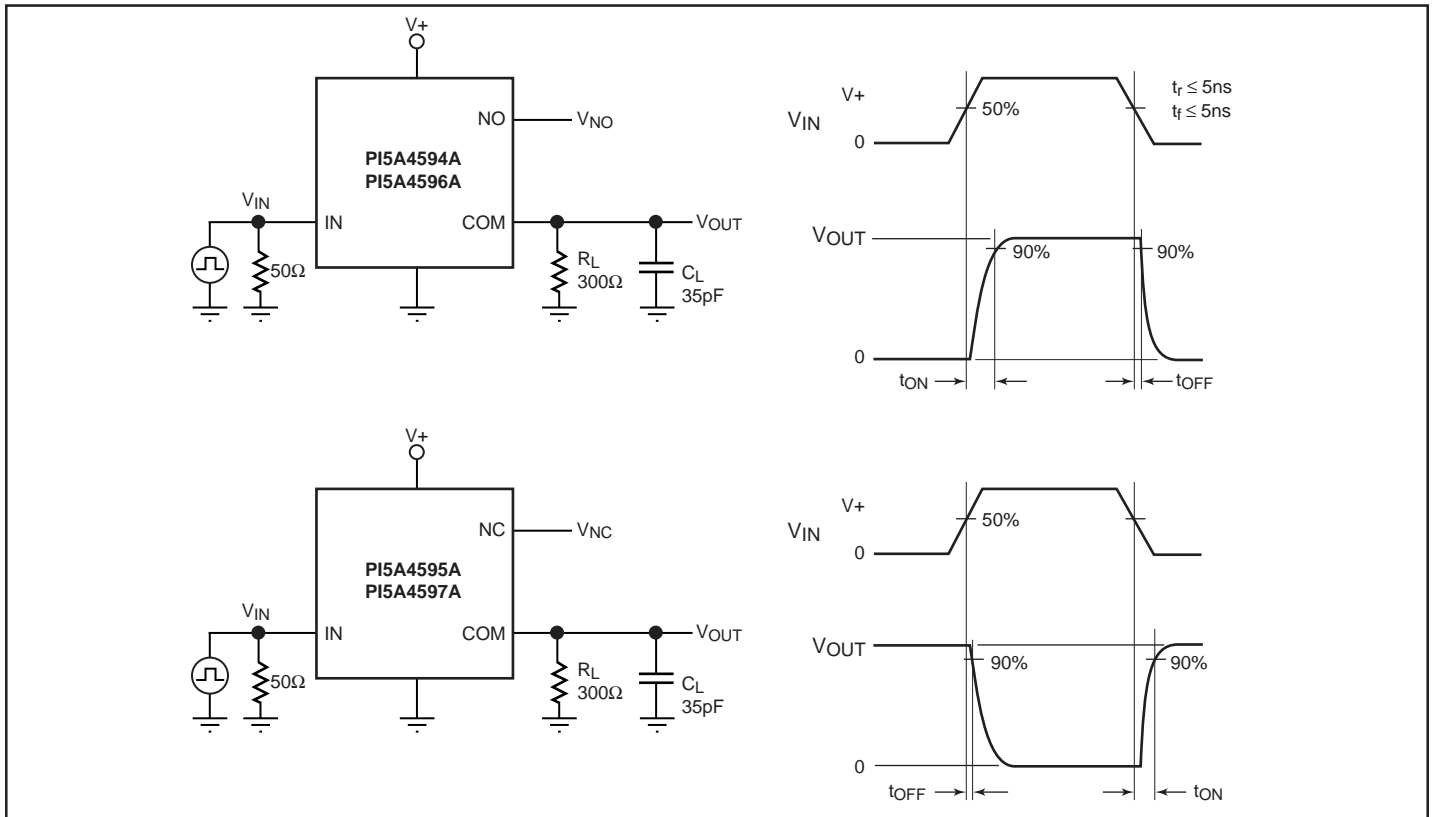 V+
NO
VNO
PI5A4594A
PI5A4596A
VIN
IN
COM
VOUT
50Ω
RL
300Ω
CL
35pF
V+
VIN
0
50%
tr ≤ 5ns
tf ≤ 5ns
VOUT
90%
90%
0
tON
tOFF
V+
NC
VNC
PI5A4595A
PI5A4597A
VIN
IN
COM
VOUT
50Ω
RL
300Ω
CL
35pF
V+
VIN
0
50%
VOUT
90%
90%
0
tOFF
tON